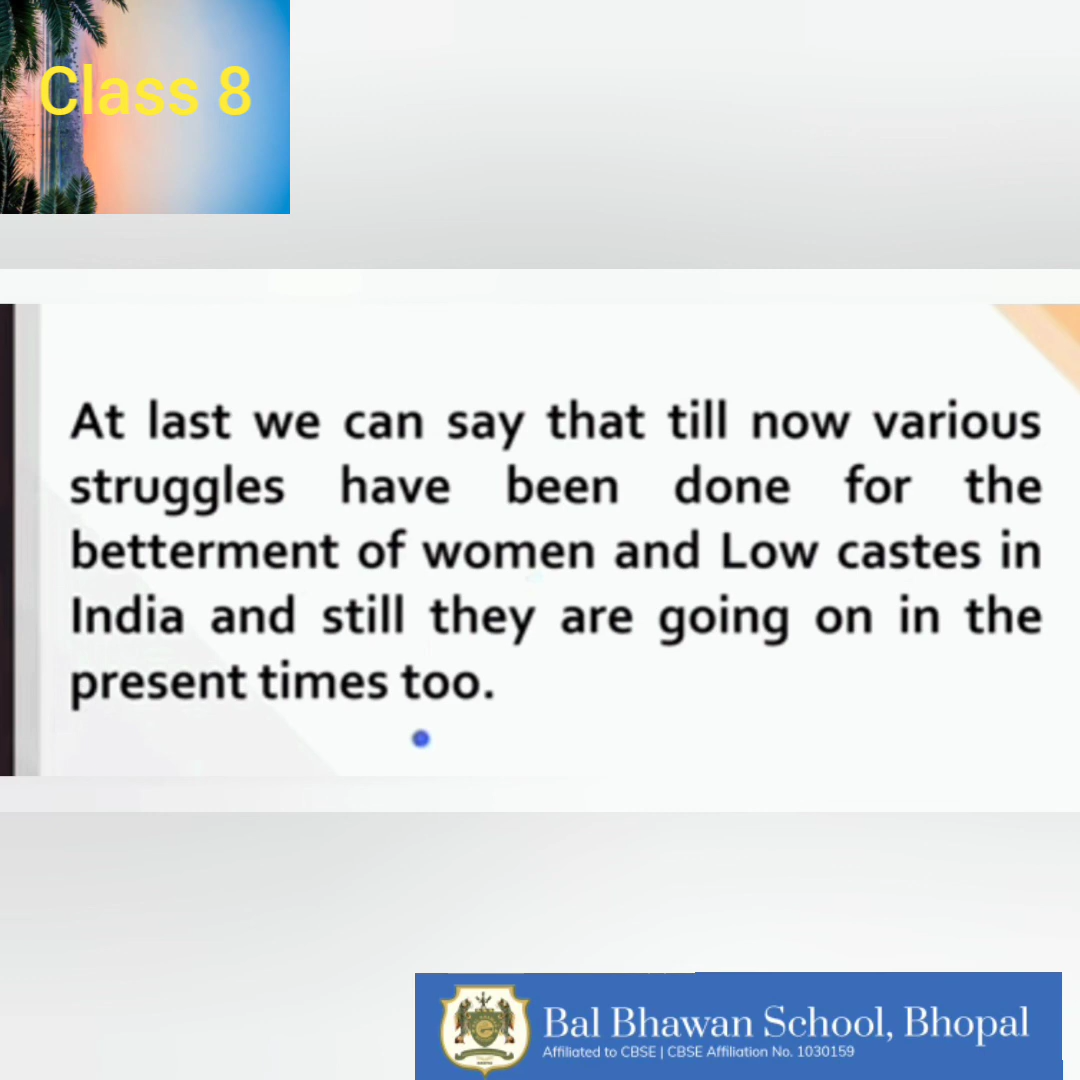 Class 8
At last we can say that till now various
struggles have been done for the
betterment of women and Low castes in
India and still they are going on in the
present times too.
Bal Bhawan School, Bhopal
Affiliated to CBSE | CBSE Affiliation No. 1030159